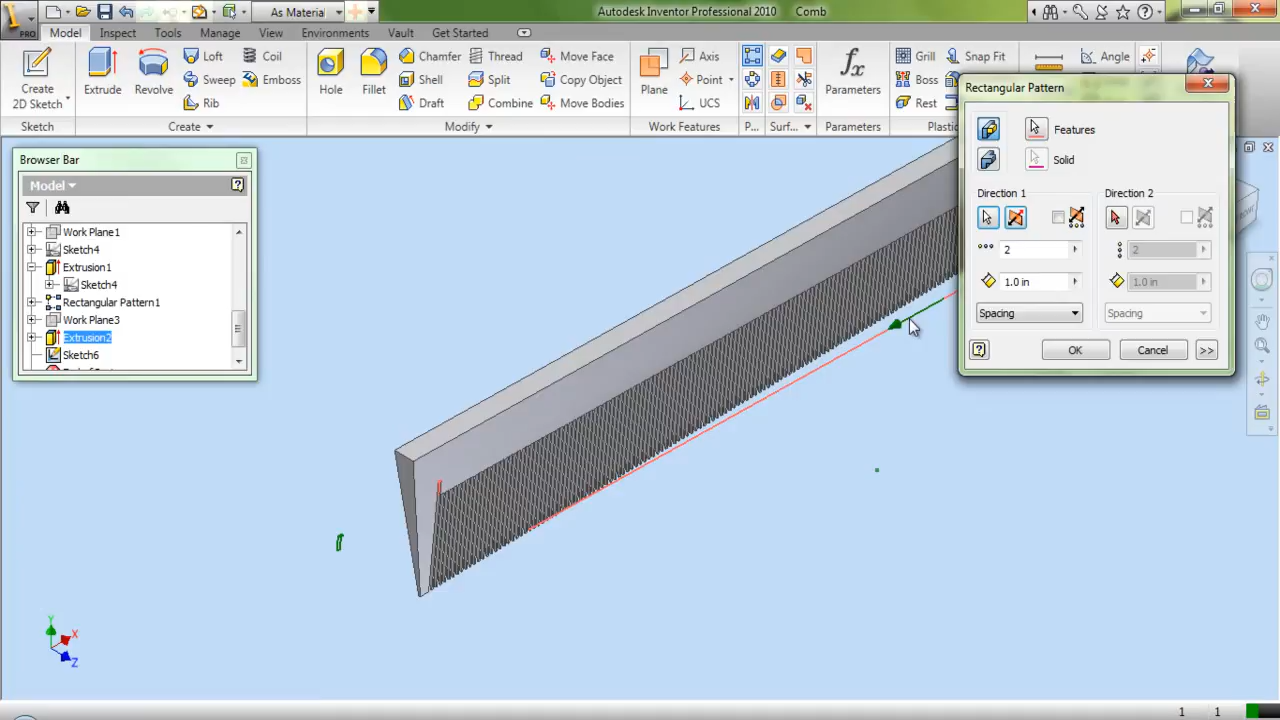 As Material
Autodesk Inventor Professional 2010 Comb
PRO
Model Inspect Tools Manage View Environments Vault Get Started
Create
2D Sketch
Extrude
Revolve
Loft
Sweep
Rib
Coil
Emboss
Hole
Fillet
Chamfer
Shell
Draft
Thread
Split
Combine
Move Face
Copy Object
Move Bodies
Plane
Axis
Point
UCS
fx
Parameters
Grill
Boss
Rest
Snap Fit
Angle
Sketch
Create
Modify
Work Features
P...
Surf...
Parameters
Plastic
Browser Bar
Model
Work Plane1
Sketch4
Extrusion1
Sketch4
Rectangular Pattern1
Work Plane3
Extrusion2
Sketch6
Rectangular Pattern
Features
Solid
Direction 1
Direction 2
2
2
1.0 in
1.0 in
Spacing
Spacing
OK
Cancel
>>
Y
X
Z
1 1